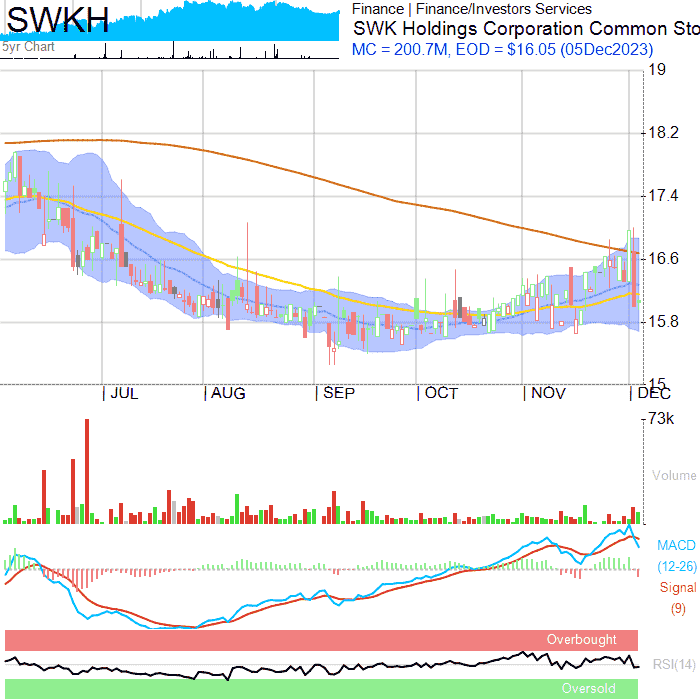 SWKH
5yr Chart
Finance | Finance/Investors Services
SWK Holdings Corporation Common Sto
MC = 200.7M, EOD = $16.05 (05Dec2023)
19
18.2
17.4
16.6
15.8
15
JUL AUG SEP OCT NOV DEC
73k
Volume
MACD
(12-26)
Signal
(9)
Overbought
RSI(14)
Oversold